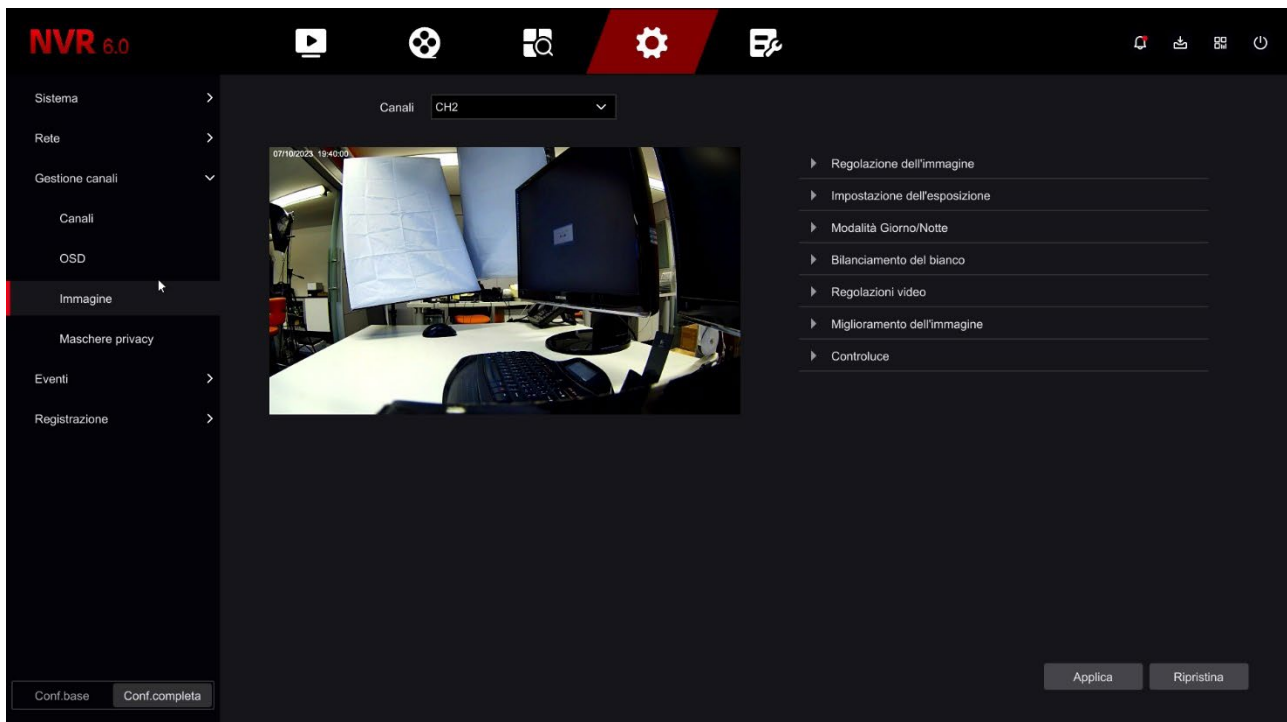 NVR 6.0
Sistema
Rete
Gestione canali
Canali
OSD
Immagine
Maschere privacy
Eventi
Registrazione
Conf.base
Conf.completa
Canali
CH2
07/10/2023 19:40:00
Regolazione dell'immagine
Impostazione dell'esposizione
Modalità Giorno/Notte
Bilanciamento del bianco
Regolazioni video
Miglioramento dell'immagine
Controluce
Applica
Ripristina